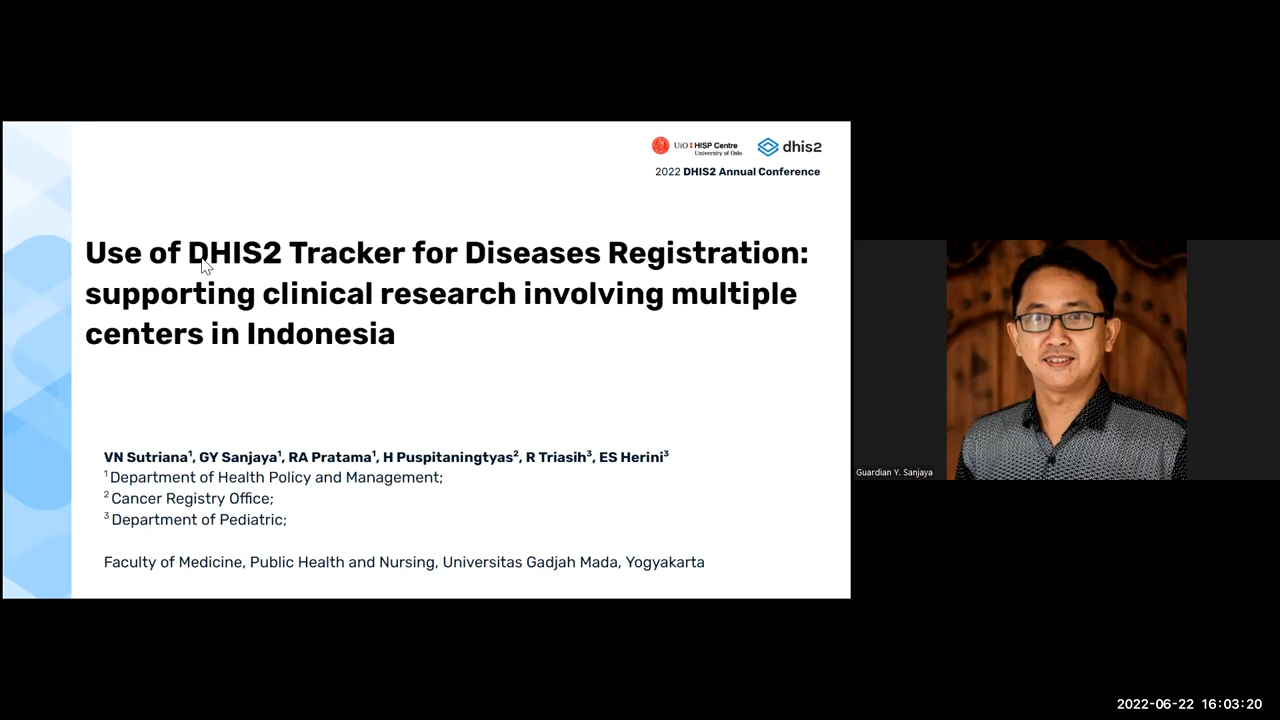 UiO HISP Centre
University of Oslo
dhis2
2022 DHIS2 Annual Conference
Use of DHIS2 Tracker for Diseases Registration:
supporting clinical research involving multiple
centers in Indonesia
VN Sutriana¹, GY Sanjaya¹, RA Pratama¹, H Puspitaningtyas², R Triasih³, ES Herini³
¹ Department of Health Policy and Management;
² Cancer Registry Office;
³ Department of Pediatric;
Faculty of Medicine, Public Health and Nursing, Universitas Gadjah Mada, Yogyakarta
Guardian Y. Sanjaya
2022-06-22 16:03:20